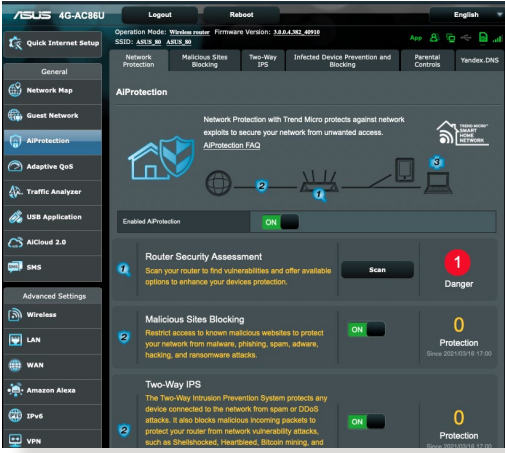 ASUS 4G-AC86U
Logout
Reboot
English
Operation Mode: Wireless router Firmware Version: 3.0.0.4.382_40910
SSID: ASUS_80 ASUS_80
App
Quick Internet Setup
General
Network Map
Guest Network
AiProtection
Adaptive QoS
Traffic Analyzer
USB Application
AiCloud 2.0
SMS
Advanced Settings
Wireless
LAN
WAN
Amazon Alexa
IPv6
VPN
Network
Protection
Malicious Sites
Blocking
Two-Way
IPS
Infected Device Prevention and
Blocking
Parental
Controls
Yandex.DNS
AiProtection
Network Protection with Trend Micro protects against network
exploits to secure your network from unwanted access.
AiProtection FAQ
TREND MICRO™
SMART
HOME
NETWORK
2
1
3
Enabled AiProtection
ON
1
Router Security Assessment
Scan your router to find vulnerabilities and offer available
options to enhance your devices protection.
Scan
1
Danger
2
Malicious Sites Blocking
Restrict access to known malicious websites to protect
your network from malware, phishing, spam, adware,
hacking, and ransomware attacks.
ON
0
Protection
Since 2021/03/16 17:00
2
Two-Way IPS
The Two-Way Intrusion Prevention System protects any
device connected to the network from spam or DDoS
attacks. It also blocks malicious incoming packets to
protect your router from network vulnerability attacks,
such as Shellshocked, Heartbleed, Bitcoin mining, and
ON
0
Protection
Since 2021/03/16 17:00